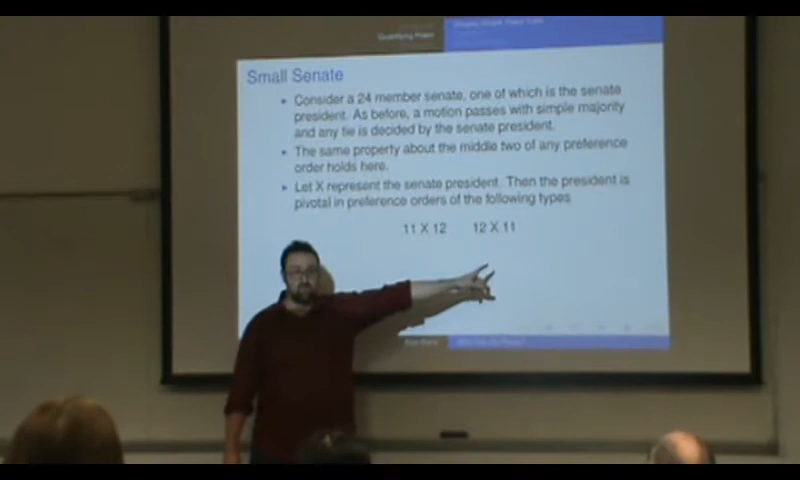 Quantifying Power
Small Senate
Consider a 24 member senate, one of which is the senate
president. As before, a motion passes with simple majority
and any tie is decided by the senate president.
The same property about the middle two of any preference
order holds here.
Let X represent the senate president. Then the president is
pivotal in preference orders of the following types
11 X 12 12 X 11